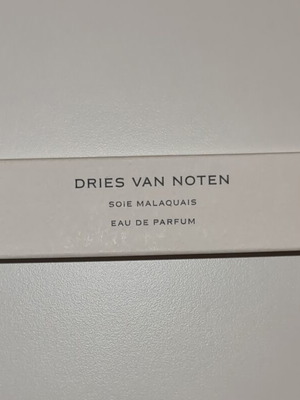 DRIES VAN NOTEN
SOIE MALAQUAIS
EAU DE PARFUM